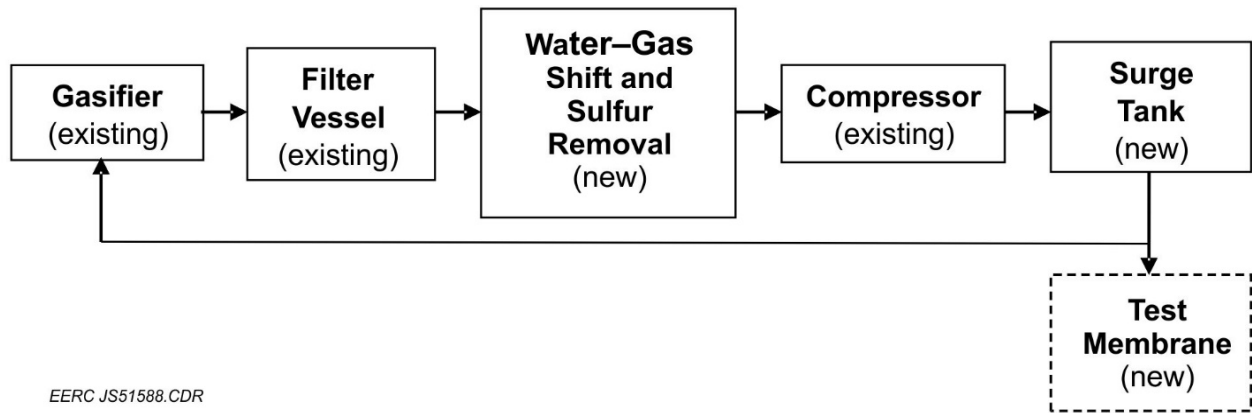 Gasifier
(existing)
Filter
Vessel
(existing)
Water–Gas
Shift and
Sulfur
Removal
(new)
Compressor
(existing)
Surge
Tank
(new)
Test
Membrane
(new)
EERC JS51588.CDR